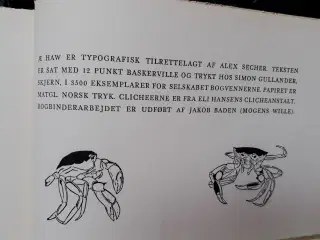 E HAW ER TYPOGRAFISK TILRETTELAGT AF ALEX SECHER. TEKSTEN
ER SAT MED 12 PUNKT BASKERVILLE OG TRYKT HOS SIMON GULLANDER,
SKJERN, I 3500 EKSEMPLARER FOR SELSKABET BOGVENNERNE. PAPIRET ER
MATGL. NORSK TRYK. CLICHEERNE ER FRA ELI HANSENS CLICHEANSTALT.
BOGBINDERARBEJDET ER UDFØRT AF JAKOB BADEN (MOGENS WØLLE).